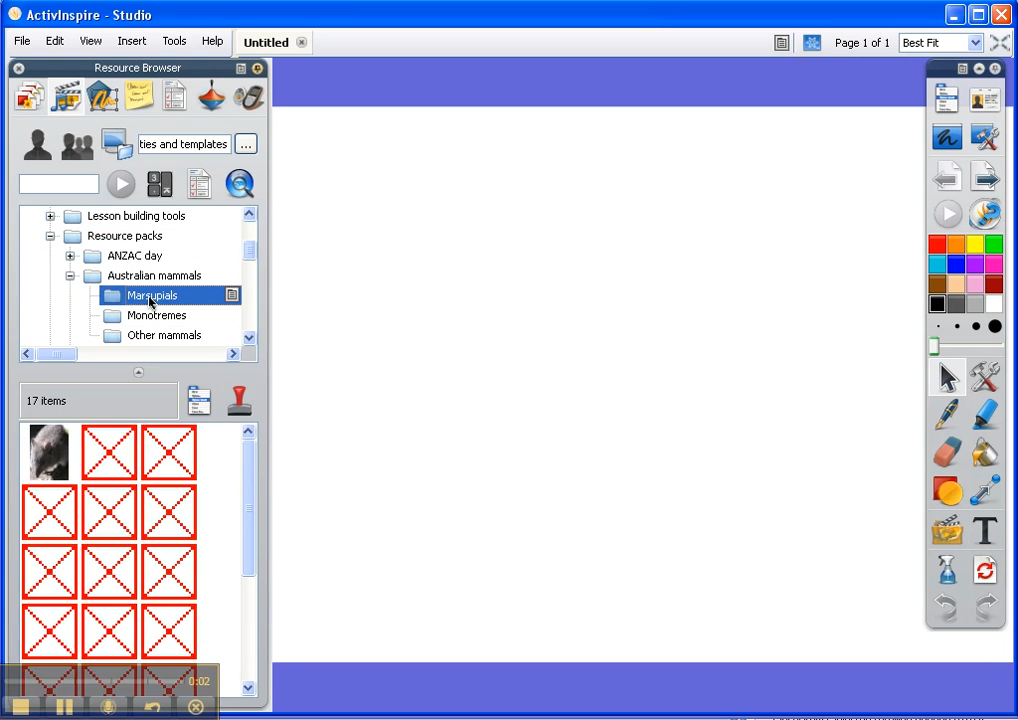 ActivInspire - Studio
File Edit View Insert Tools Help Untitled Page 1 of 1 Best Fit
Resource Browser
ties and templates ...
Lesson building tools
Resource packs
ANZAC day
Australian mammals
Marsupials
Monotremes
Other mammals
17 items
T
0:02